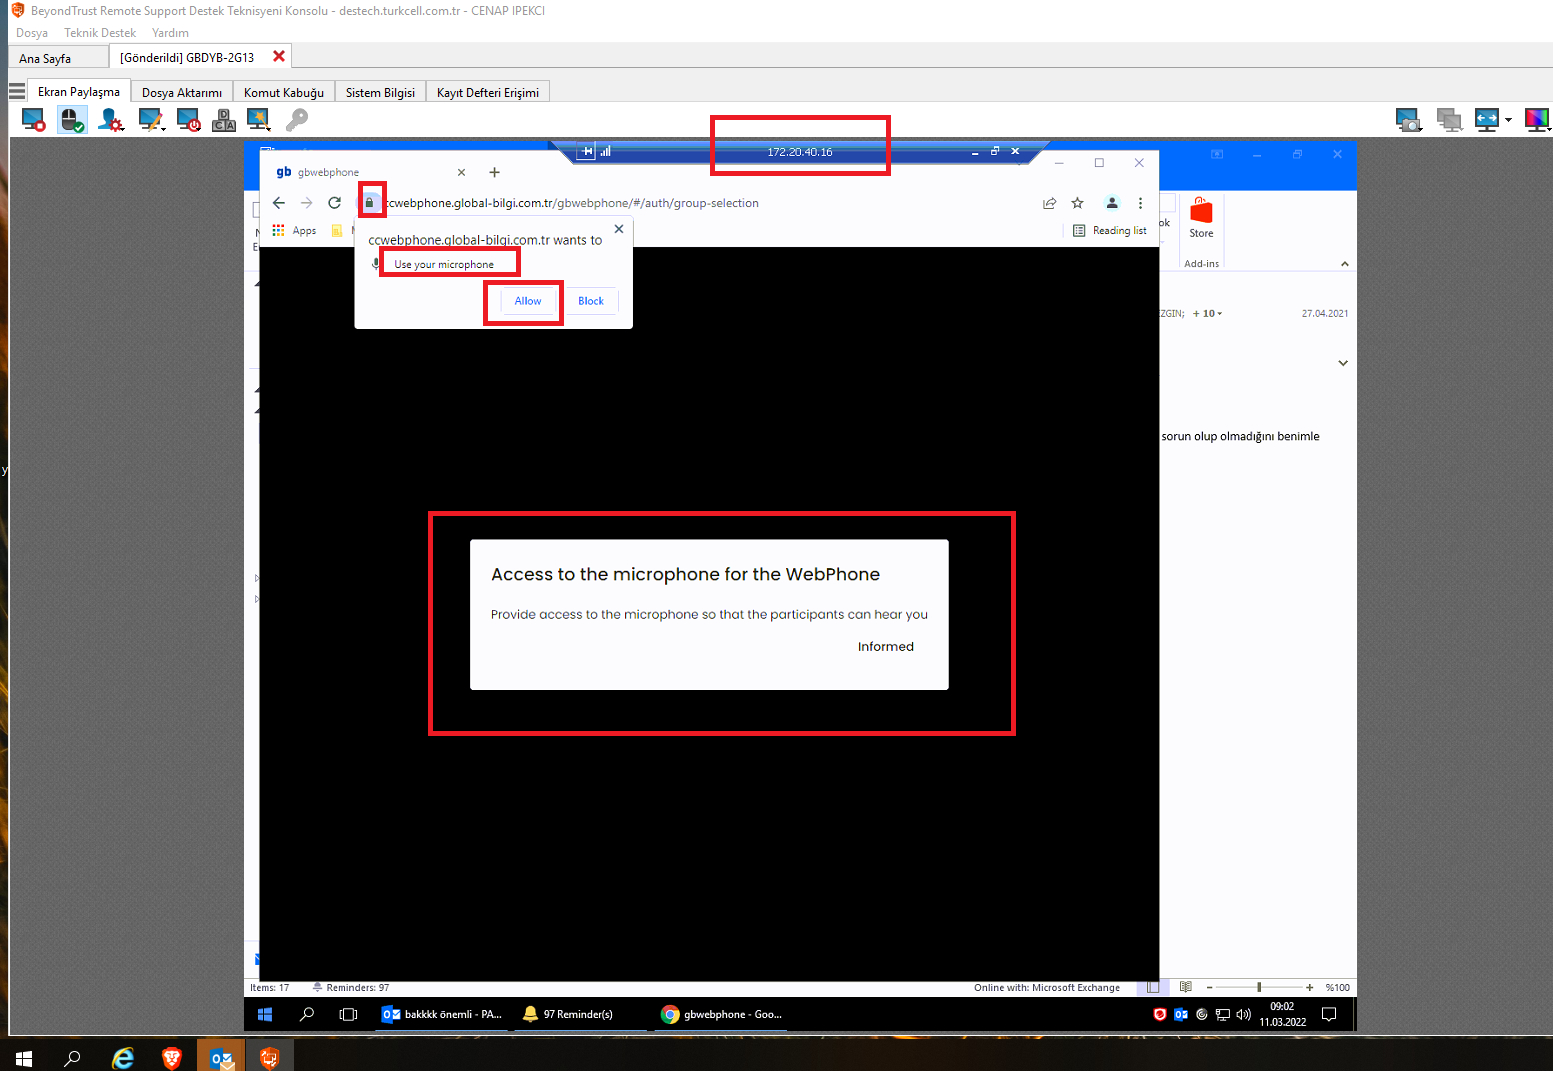 BeyondTrust Remote Support Destek Teknisyeni Konsolu - destech.turkcell.com.tr - CENAP IPEKCI
Dosya Teknik Destek Yardım
Ana Sayfa [Gönderildi] GBDYB-2G13
Ekran Paylaşma Dosya Aktarımı Komut Kabuğu Sistem Bilgisi Kayıt Defteri Erişimi
172.20.40.16
gb gbwebphone
ccwebphone.global-bilgi.com.tr/gbwebphone/#/auth/group-selection
Apps Reading list
ok
Store
Add-ins
ccwebphone.global-bilgi.com.tr wants to
Use your microphone
Allow Block
EZGIN; + 10 27.04.2021
sorun olup olmadığını benimle
y
Access to the microphone for the WebPhone
Provide access to the microphone so that the participants can hear you
Informed
Items: 17 Reminders: 97 Online with: Microsoft Exchange %100
bakkkk önemli - PA... 97 Reminder(s) gbwebphone - Goo... 09:02
11.03.2022